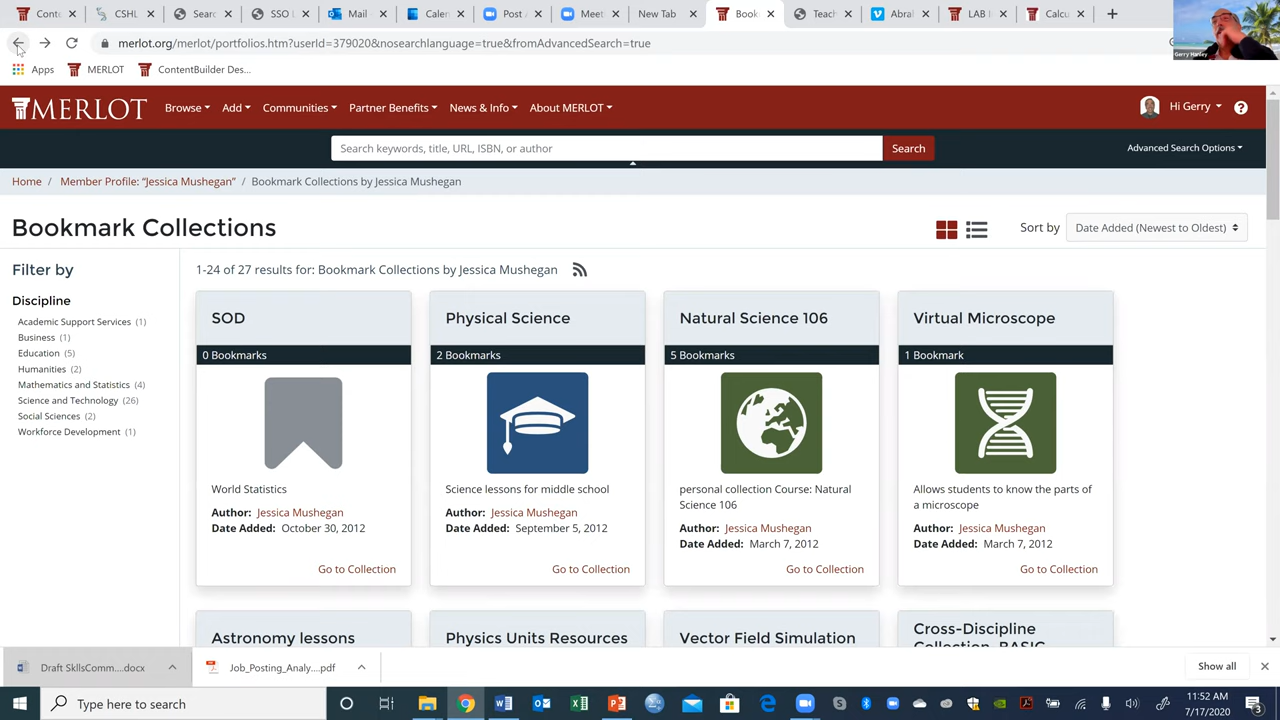 Conte
CSHL
Searc
SSO I
Mail
Calen
Post A
Meeti
New Tab
Book
Teach
Abral
LAB I
Calcu
merlot.org/merlot/portfolios.htm?userId=379020&nosearchlanguage=true&fromAdvancedSearch=true
Gerry Hanley
Apps MERLOT ContentBuilder Des...
MERLOT Browse Add Communities Partner Benefits News & Info About MERLOT Hi Gerry ?
Search keywords, title, URL, ISBN, or author Search Advanced Search Options
Home / Member Profile: “Jessica Mushegan” / Bookmark Collections by Jessica Mushegan
Bookmark Collections
Sort by Date Added (Newest to Oldest)
Filter by
Discipline
Academic Support Services (1)
Business (1)
Education (5)
Humanities (2)
Mathematics and Statistics (4)
Science and Technology (26)
Social Sciences (2)
Workforce Development (1)
1-24 of 27 results for: Bookmark Collections by Jessica Mushegan
SOD
0 Bookmarks
World Statistics
Author: Jessica Mushegan
Date Added: October 30, 2012
Go to Collection
Physical Science
2 Bookmarks
Science lessons for middle school
Author: Jessica Mushegan
Date Added: September 5, 2012
Go to Collection
Natural Science 106
5 Bookmarks
personal collection Course: Natural
Science 106
Author: Jessica Mushegan
Date Added: March 7, 2012
Go to Collection
Virtual Microscope
1 Bookmark
Allows students to know the parts of
a microscope
Author: Jessica Mushegan
Date Added: March 7, 2012
Go to Collection
Astronomy lessons
Physics Units Resources
Vector Field Simulation
Cross-Discipline
Collection, BASIC
Draft SkllsComm....docx
Job_Posting_Analy....pdf
Show all
Type here to search
11:52 AM
7/17/2020
3